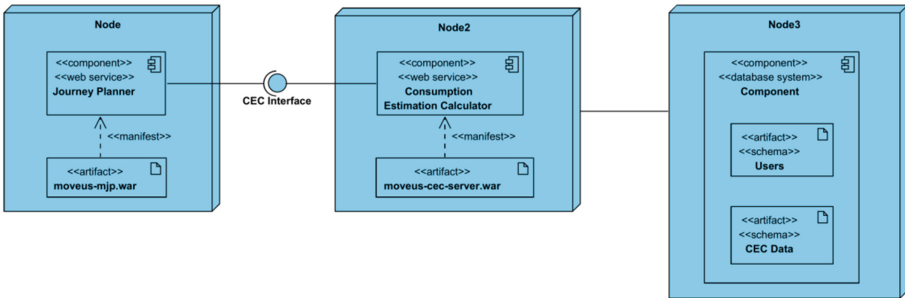 Node
<<component>>
<<web service>>
Journey Planner
<<manifest>>
<<artifact>>
moveus-mjp.war
CEC Interface
Node2
<<component>>
<<web service>>
Consumption
Estimation Calculator
<<manifest>>
<<artifact>>
moveus-cec-server.war
Node3
<<component>>
<<database system>>
Component
<<artifact>>
<<schema>>
Users
<<artifact>>
<<schema>>
CEC Data